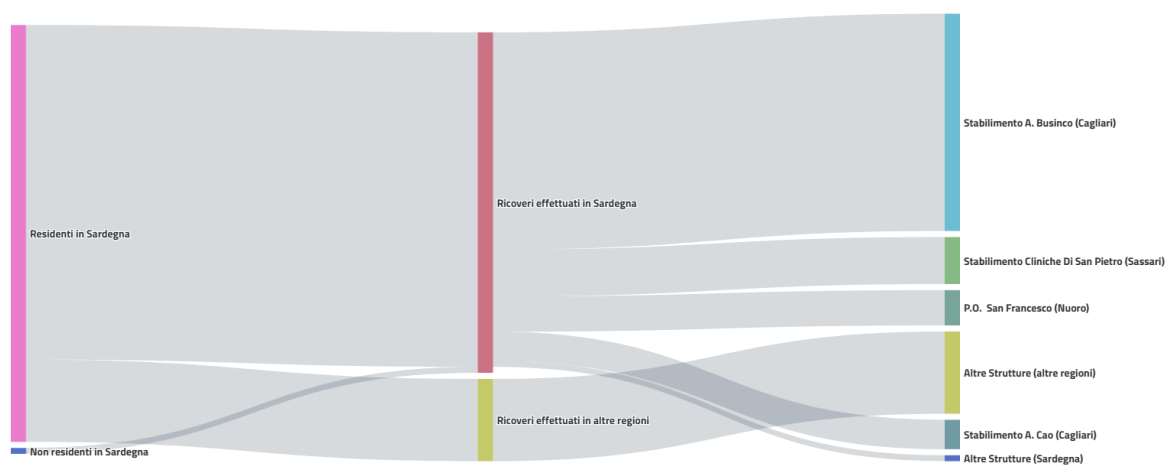 Residenti in Sardegna
Non residenti in Sardegna
Ricoveri effettuati in Sardegna
Ricoveri effettuati in altre regioni
Stabilimento A. Businco (Cagliari)
Stabilimento Cliniche Di San Pietro (Sassari)
P.O. San Francesco (Nuoro)
Altre Strutture (altre regioni)
Stabilimento A. Cao (Cagliari)
Altre Strutture (Sardegna)